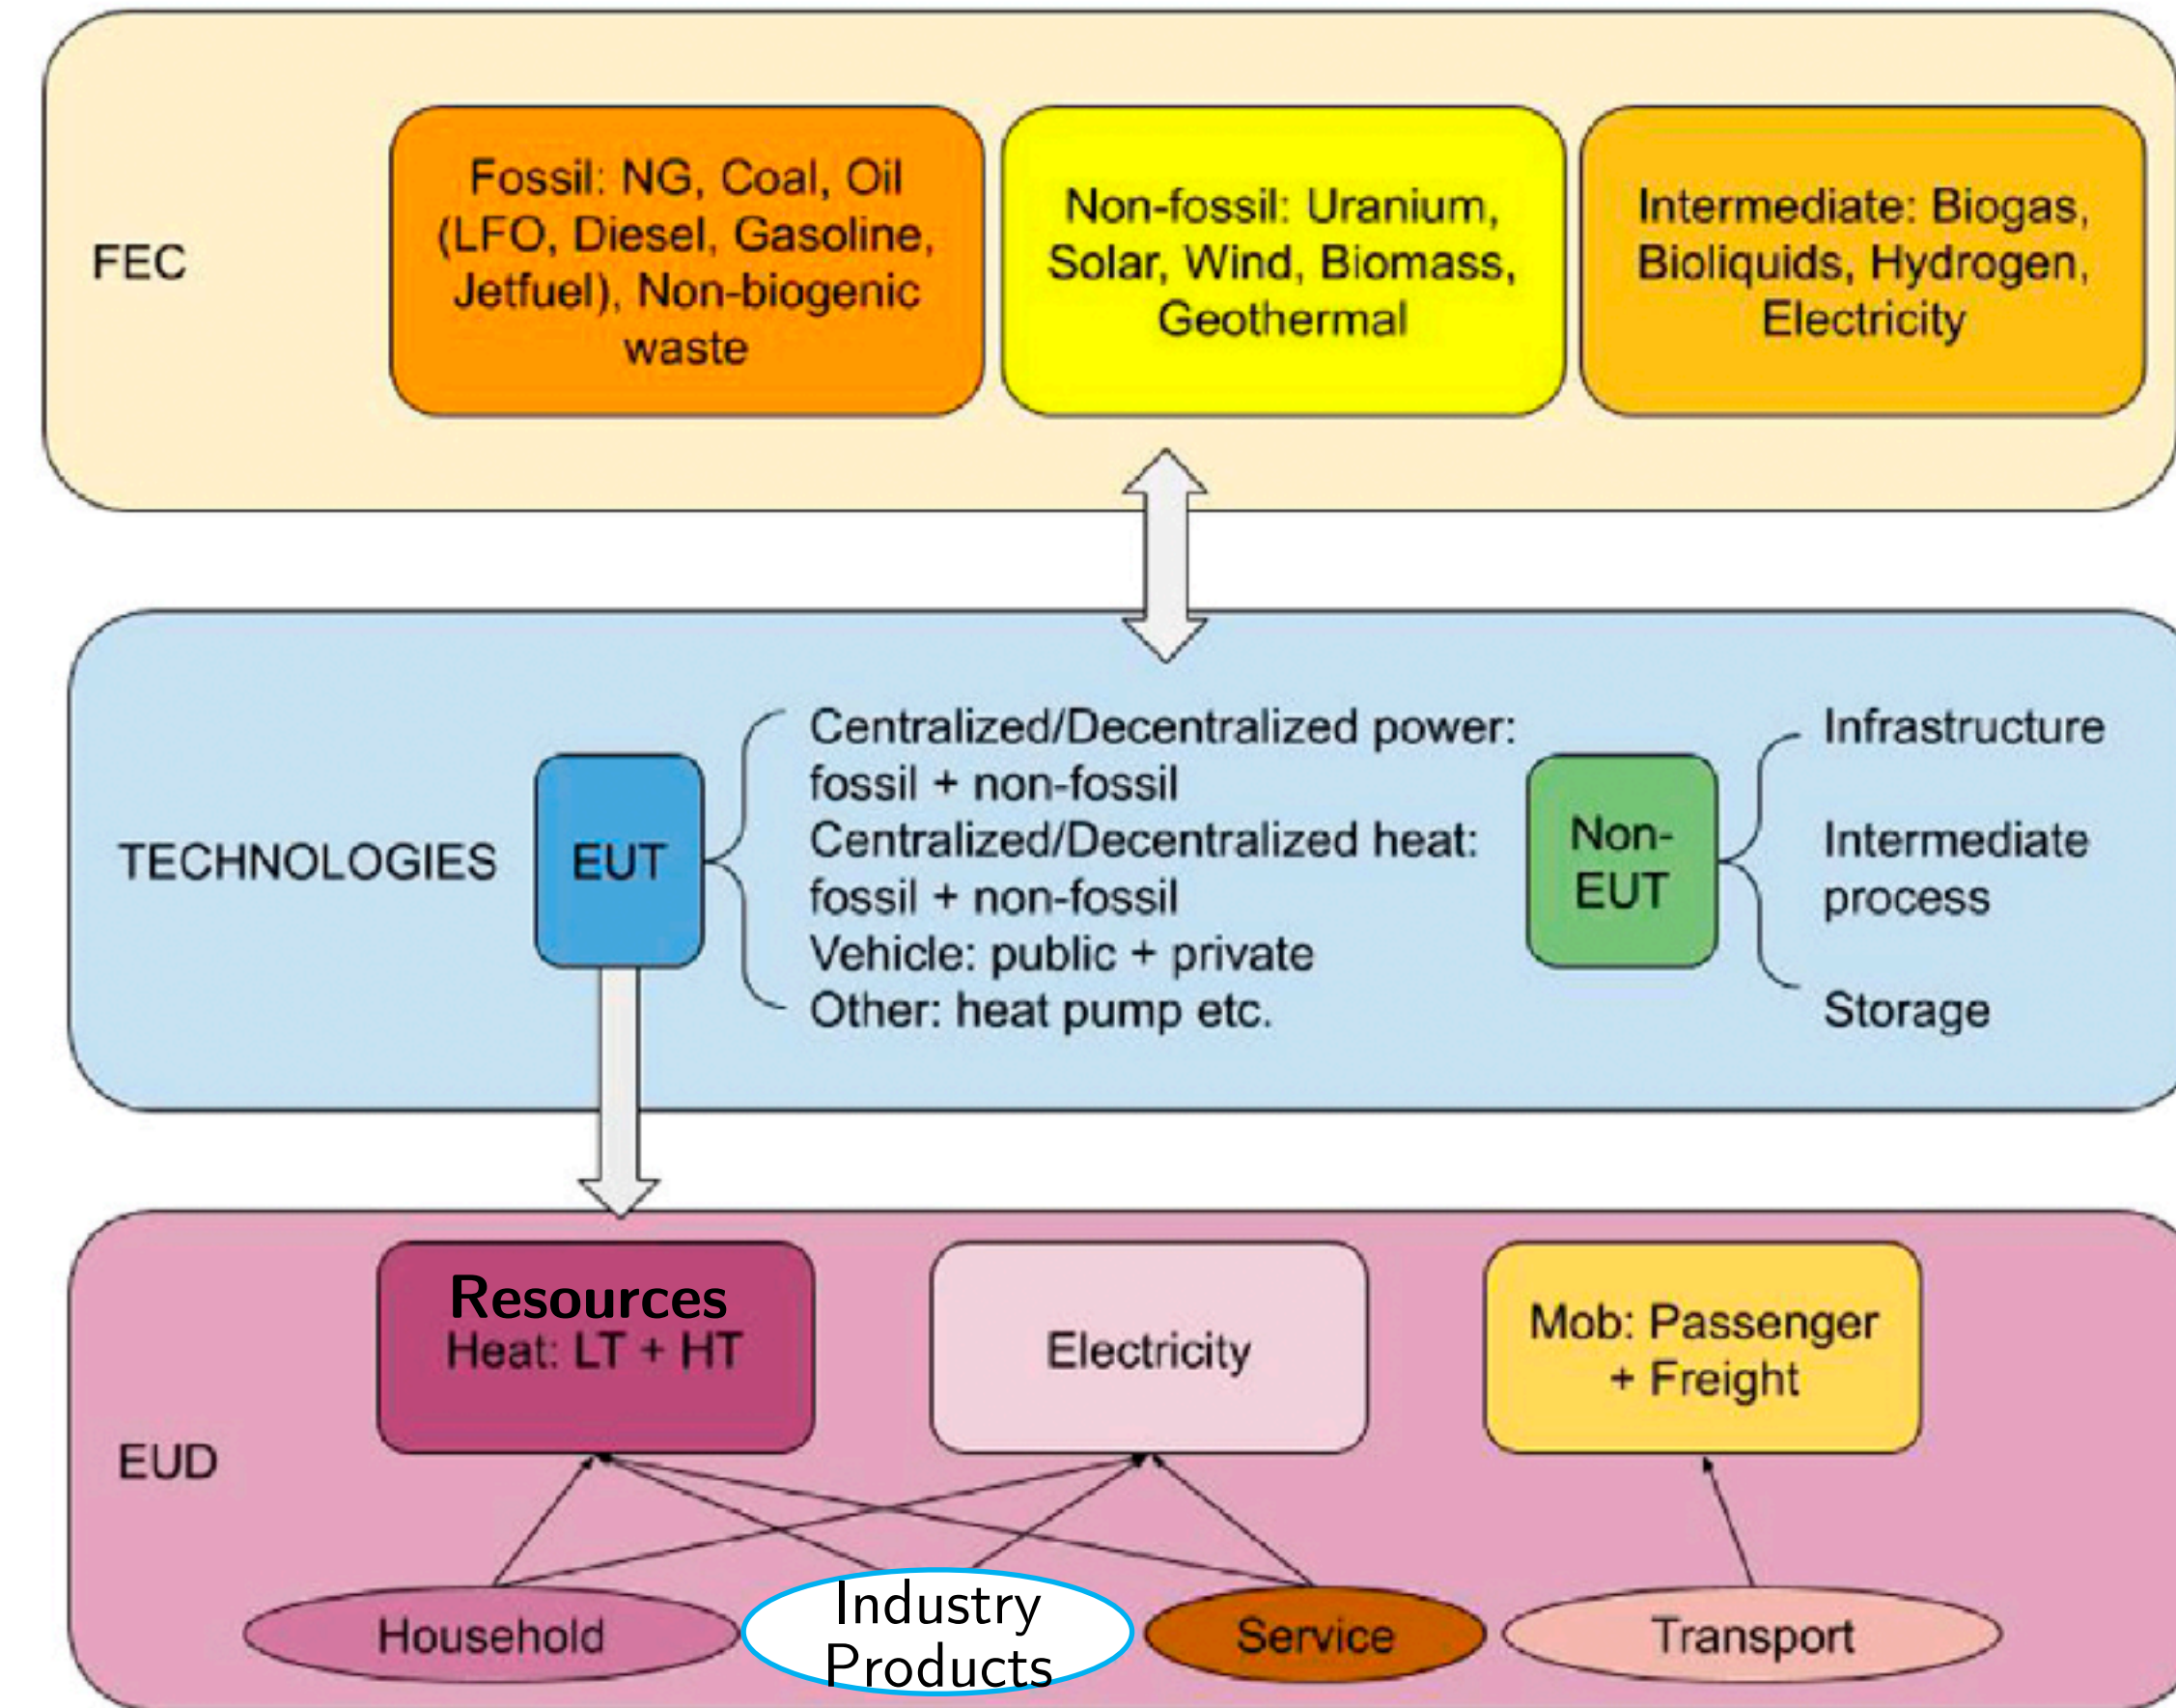 FEC
Fossil: NG, Coal, Oil
(LFO, Diesel, Gasoline,
Jetfuel), Non-biogenic
waste
Non-fossil: Uranium,
Solar, Wind, Biomass,
Geothermal
Intermediate: Biogas,
Bioliquids, Hydrogen,
Electricity
TECHNOLOGIES
EUT
Centralized/Decentralized power:
fossil + non-fossil
Centralized/Decentralized heat:
fossil + non-fossil
Vehicle: public + private
Other: heat pump etc.
Non-
EUT
Infrastructure
Intermediate
process
Storage
EUD
Resources
Heat: LT + HT
Electricity
Mob: Passenger
+ Freight
Household
Industry
Products
Service
Transport